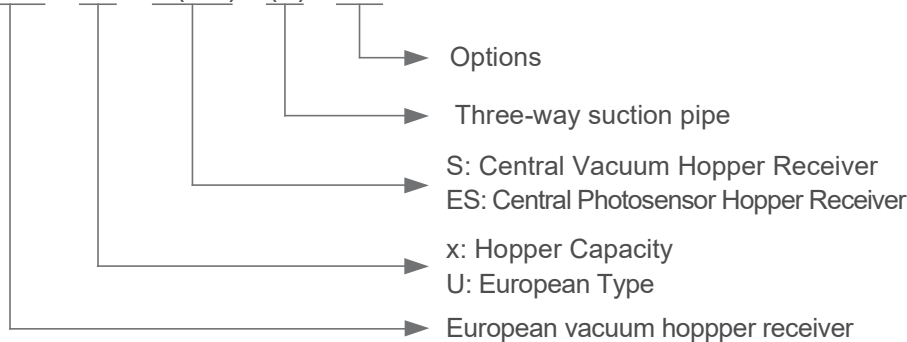 Options
Three-way suction pipe
S: Central Vacuum Hopper Receiver
ES: Central Photosensor Hopper Receiver
x: Hopper Capacity
U: European Type
European vacuum hoppper receiver